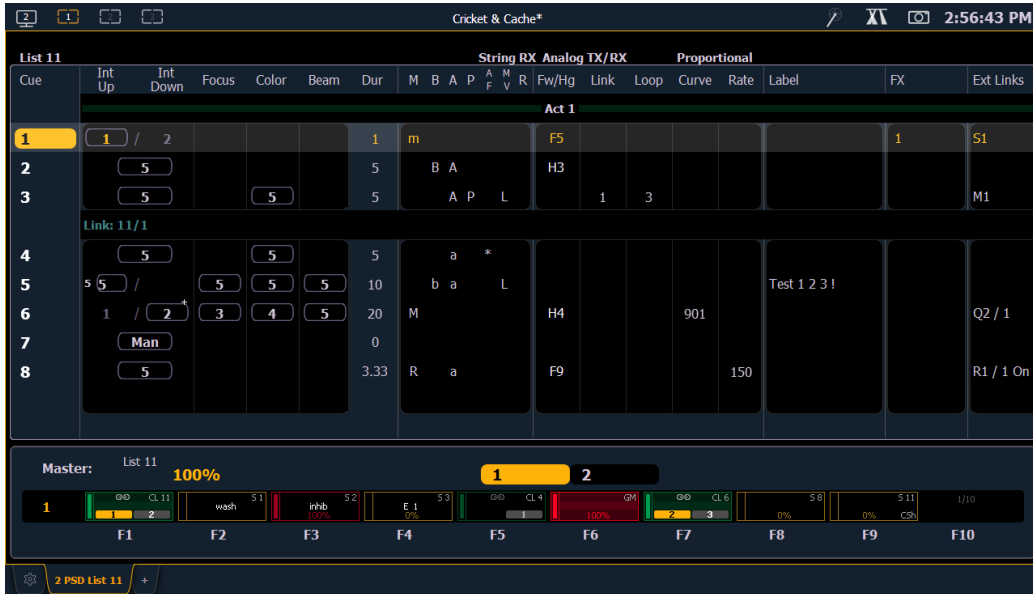 2 1 2 3 Cricket & Cache* 2:56:43 PM
List 11 String RX Analog TX/RX Proportional
Cue Int Up Int Down Focus Color Beam Dur M B A P AF MV R Fw/Hg Link Loop Curve Rate Label FX Ext Links
Act 1
1 1 / 2 1 m F5 1 S1
2 5 5 B A H3
3 5 5 5 A P L 1 3 M1
Link: 11/1
4 5 5 5 a *
5 5 5 / 5 5 5 10 b a L Test 1 2 3 !
6 1 / 2 + 3 4 5 20 M H4 901 Q2 / 1
7 Man 0
8 5 3.33 R a F9 150 R1 / 1 On
Master: List 11 100% 1 2
CL 11 S 1 S 2 S 3 CL 4 GM CL 6 S 8 S 11 1/10
1 wash inhib E 1
1 2 100% 0% 1 100% 2 3 0% 0% CSh
F1 F2 F3 F4 F5 F6 F7 F8 F9 F10
2 PSD List 11 +